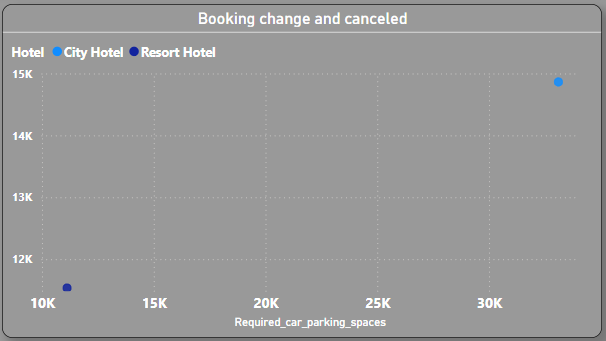 Booking change and canceled
Hotel City Hotel Resort Hotel
15K
14K
13K
12K
10K 15K 20K 25K 30K
Required_car_parking_spaces